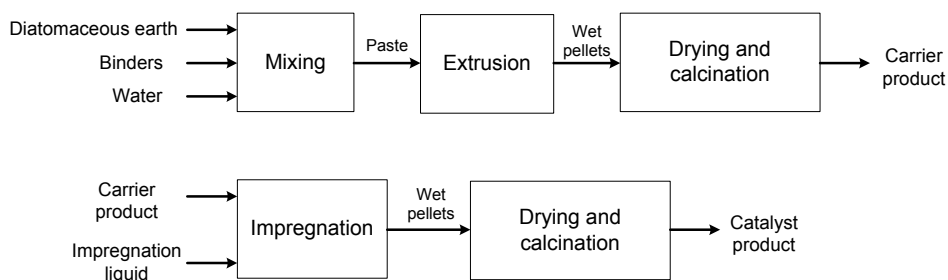 Diatomaceous earth
Binders
Water
Mixing
Paste
Extrusion
Wet
pellets
Drying and
calcination
Carrier
product
Carrier
product
Impregnation
liquid
Impregnation
Wet
pellets
Drying and
calcination
Catalyst
product